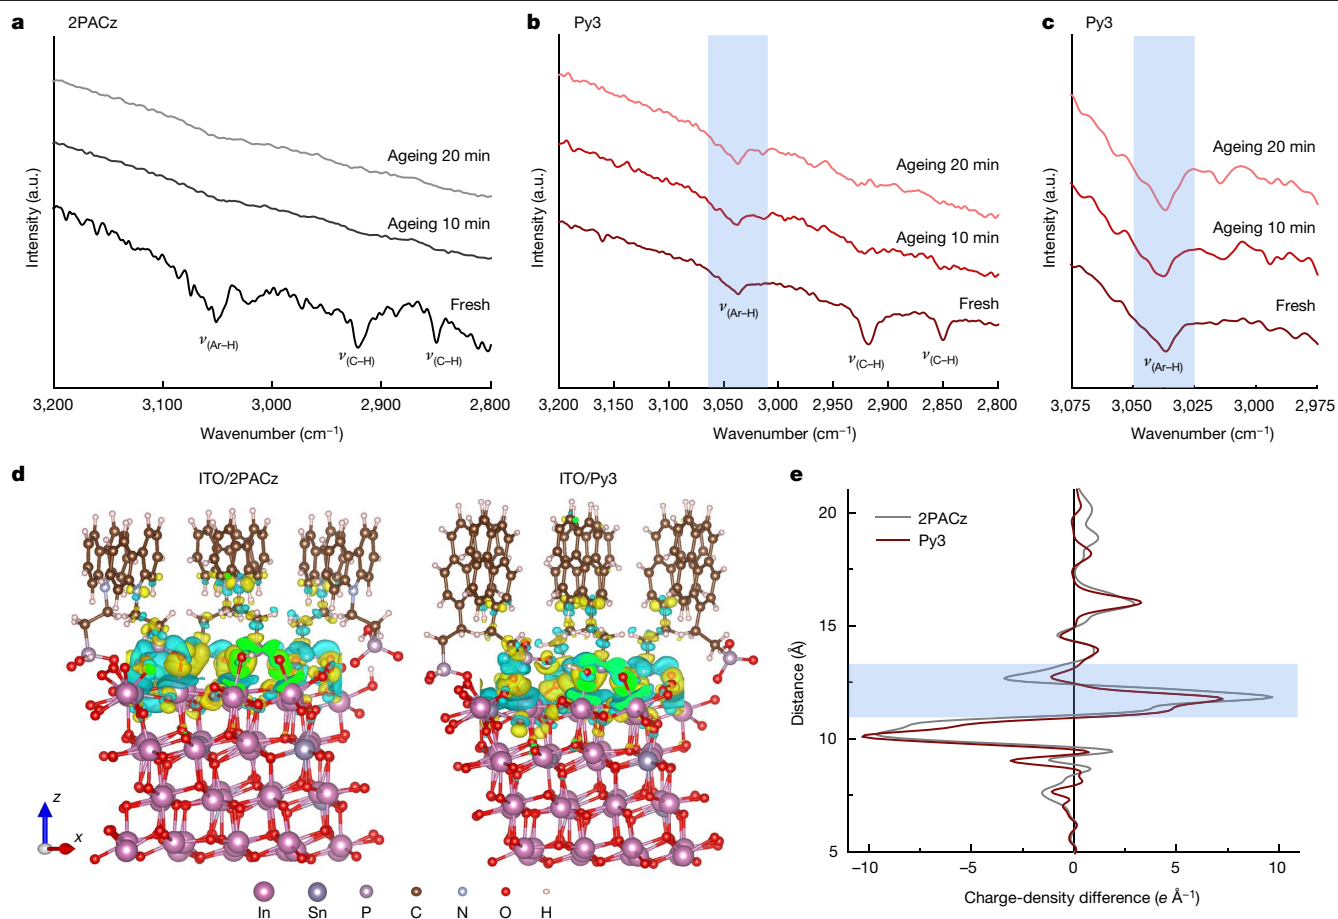 a 2PACz
Intensity (a.u.)
Ageing 20 min
Ageing 10 min
Fresh
ν(Ar–H)
ν(C–H)
ν(C–H)
3,200 3,100 3,000 2,900 2,800
Wavenumber (cm⁻¹)
b Py3
Intensity (a.u.)
Ageing 20 min
Ageing 10 min
Fresh
ν(Ar–H)
ν(C–H)
ν(C–H)
3,200 3,150 3,100 3,050 3,000 2,950 2,900 2,850 2,800
Wavenumber (cm⁻¹)
c Py3
Intensity (a.u.)
Ageing 20 min
Ageing 10 min
Fresh
ν(Ar–H)
3,075 3,050 3,025 3,000 2,975
Wavenumber (cm⁻¹)
d ITO/2PACz ITO/Py3
z
x
In Sn P C N O H
e
2PACz
Py3
Distance (Å)
20
15
10
5
–10 –5 0 5 10
Charge-density difference (e Å⁻¹)